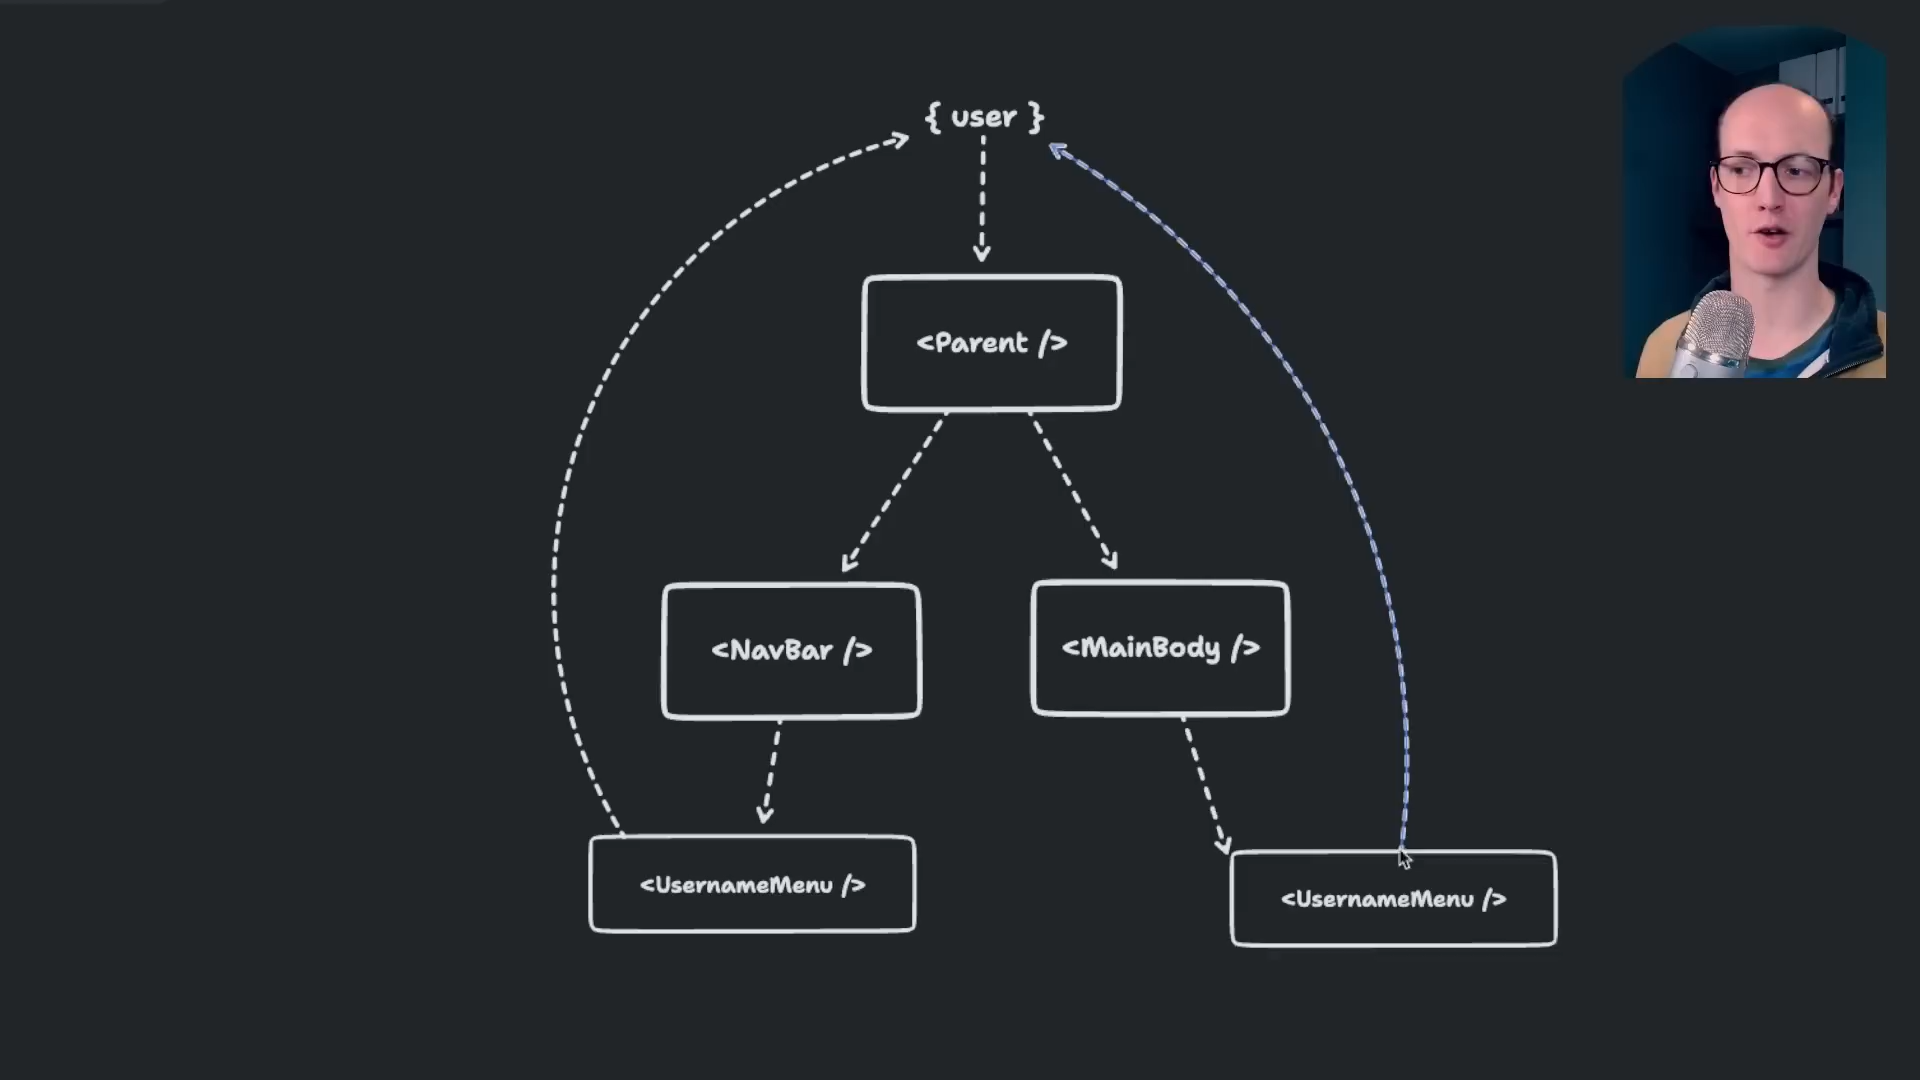 { user }
<Parent />
<NavBar />
<MainBody />
<UsernameMenu />
<UsernameMenu />